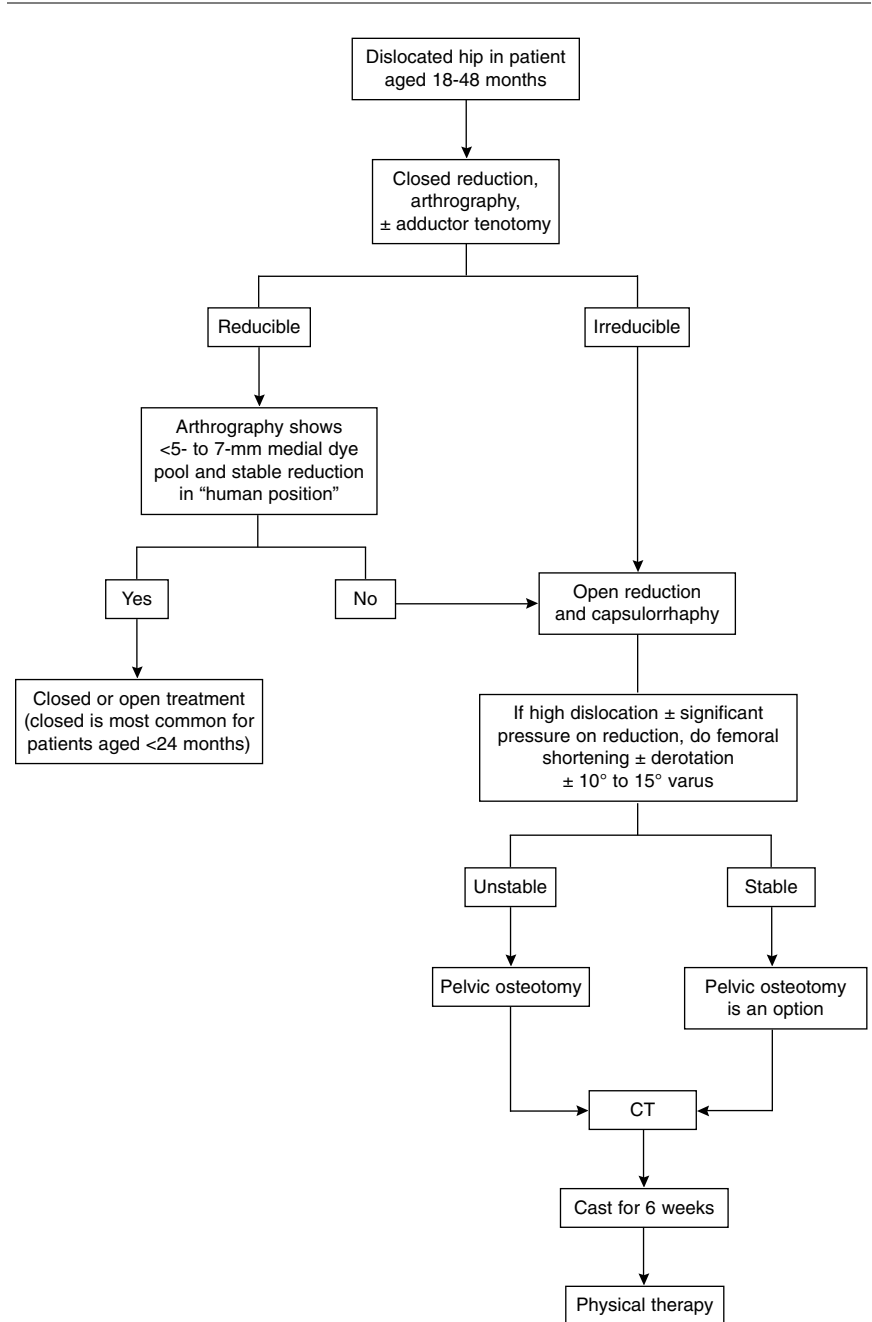 Dislocated hip in patient
aged 18-48 months
Closed reduction,
arthrography,
± adductor tenotomy
Reducible
Irreducible
Arthrography shows
<5- to 7-mm medial dye
pool and stable reduction
in “human position”
Yes
No
Open reduction
and capsulorrhaphy
Closed or open treatment
(closed is most common for
patients aged <24 months)
If high dislocation ± significant
pressure on reduction, do femoral
shortening ± derotation
± 10° to 15° varus
Unstable
Stable
Pelvic osteotomy
Pelvic osteotomy
is an option
CT
Cast for 6 weeks
Physical therapy